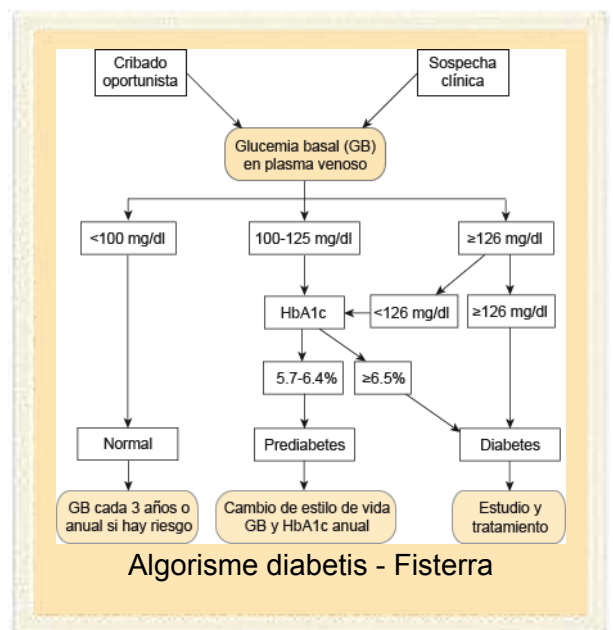 Cribado
oportunista
Sospecha
clínica
Glucemia basal (GB)
en plasma venoso
<100 mg/dl
100-125 mg/dl
≥126 mg/dl
HbA1c
<126 mg/dl
≥126 mg/dl
5.7-6.4%
≥6.5%
Normal
Prediabetes
Diabetes
GB cada 3 años o
anual si hay riesgo
Cambio de estilo de vida
GB y HbA1c anual
Estudio y
tratamiento
Algorisme diabetis - Fisterra